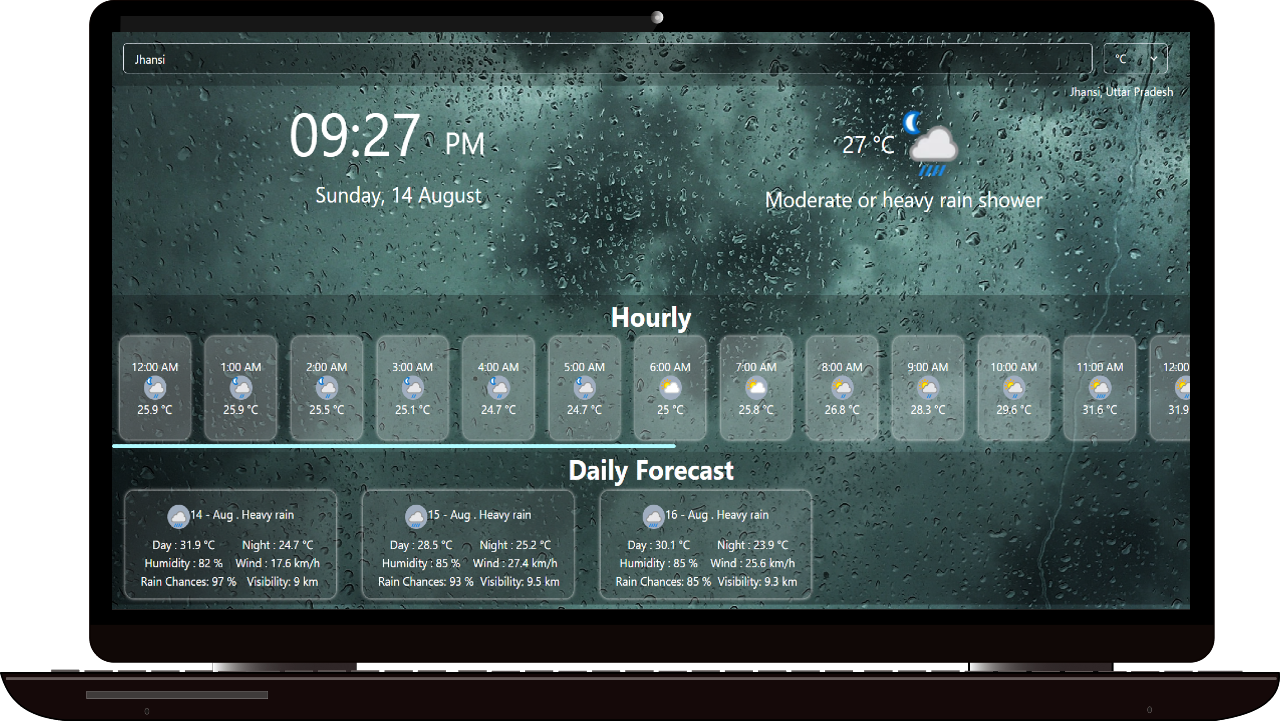 Jhansi
°C
Jhansi, Uttar Pradesh
09:27 PM
27 °C
Sunday, 14 August
Moderate or heavy rain shower
Hourly
12:00 AM 1:00 AM 2:00 AM 3:00 AM 4:00 AM 5:00 AM 6:00 AM 7:00 AM 8:00 AM 9:00 AM 10:00 AM 11:00 AM 12:00
25.9 °C 25.9 °C 25.5 °C 25.1 °C 24.7 °C 24.7 °C 25 °C 25.8 °C 26.8 °C 28.3 °C 29.6 °C 31.6 °C 31.9
Daily Forecast
14 - Aug . Heavy rain
Day : 31.9 °C Night : 24.7 °C
Humidity : 82 % Wind : 17.6 km/h
Rain Chances: 97 % Visibility: 9 km
15 - Aug . Heavy rain
Day : 28.5 °C Night : 25.2 °C
Humidity : 85 % Wind : 27.4 km/h
Rain Chances: 93 % Visibility: 9.5 km
16 - Aug . Heavy rain
Day : 30.1 °C Night : 23.9 °C
Humidity : 85 % Wind : 25.6 km/h
Rain Chances: 85 % Visibility: 9.3 km